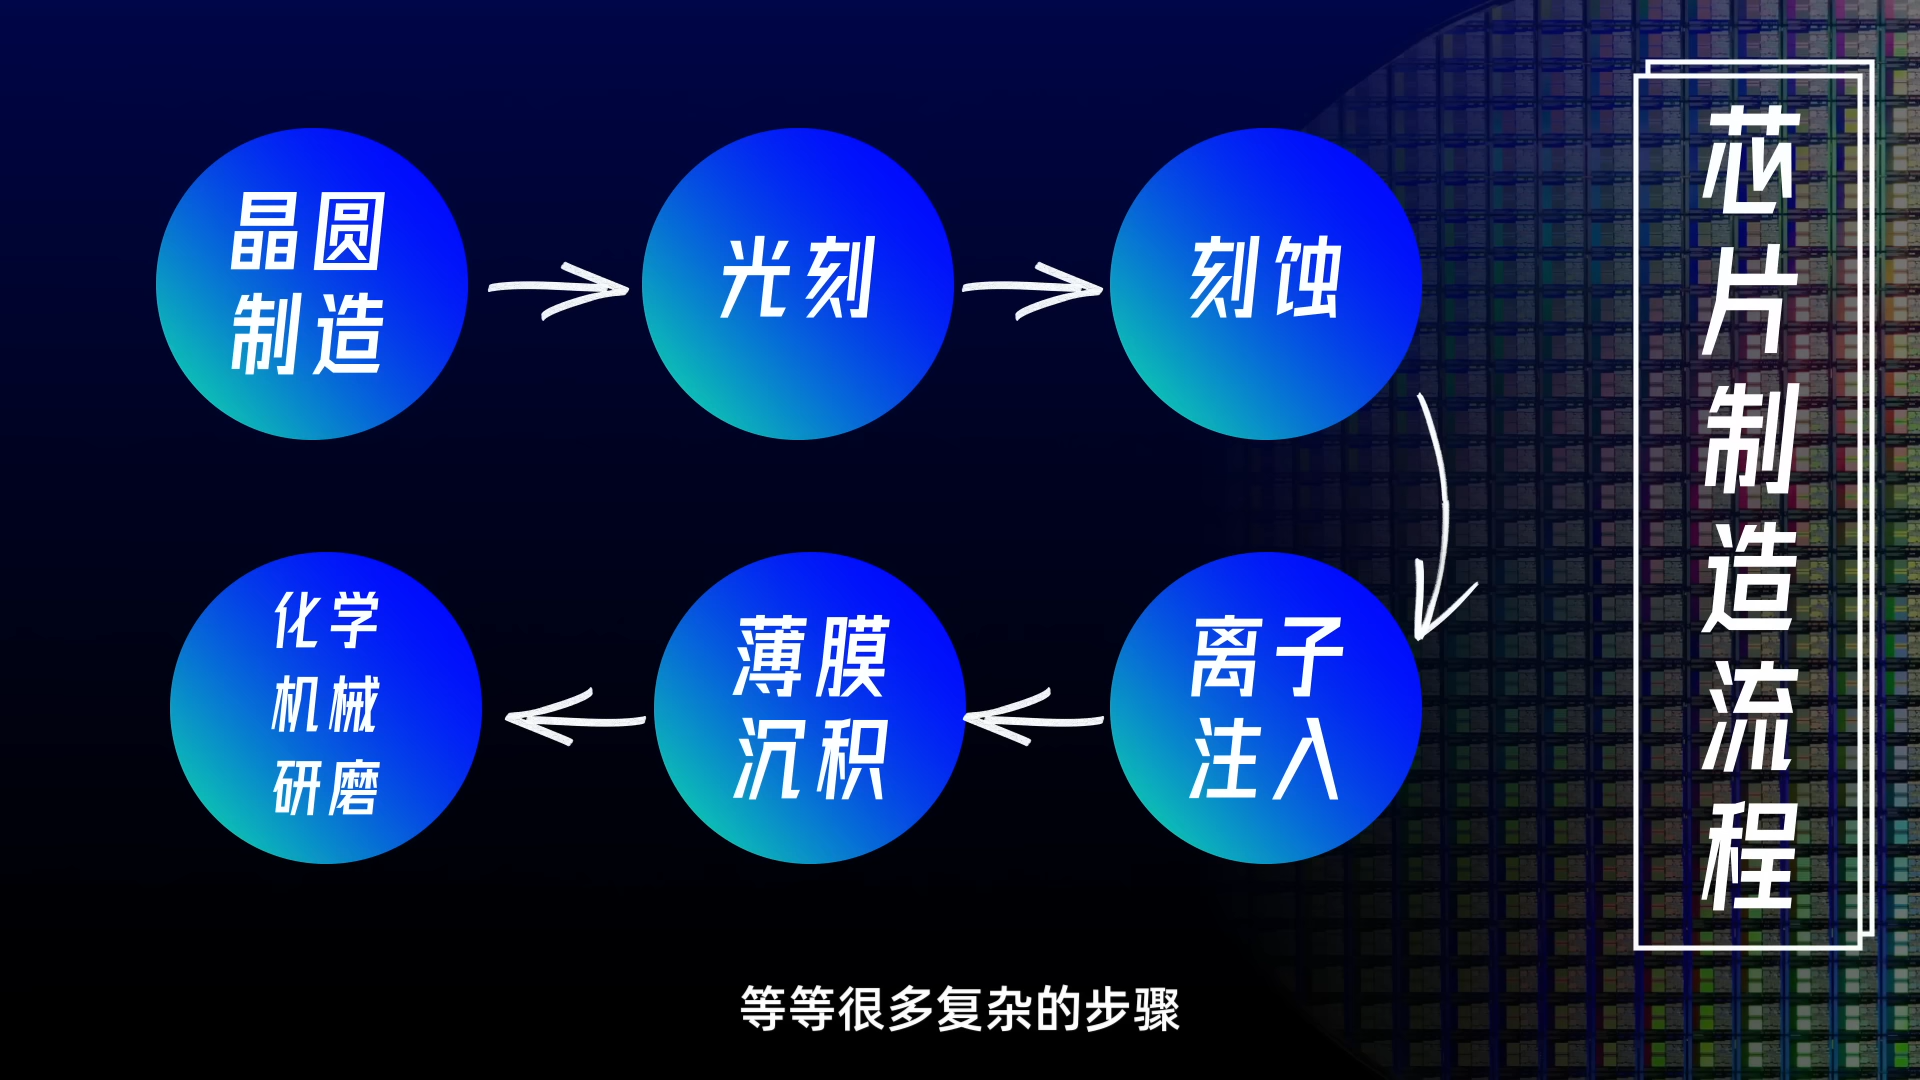 晶圆
制造
光刻
刻蚀
离子
注入
薄膜
沉积
化学
机械
研磨
芯片制造流程
等等很多复杂的步骤